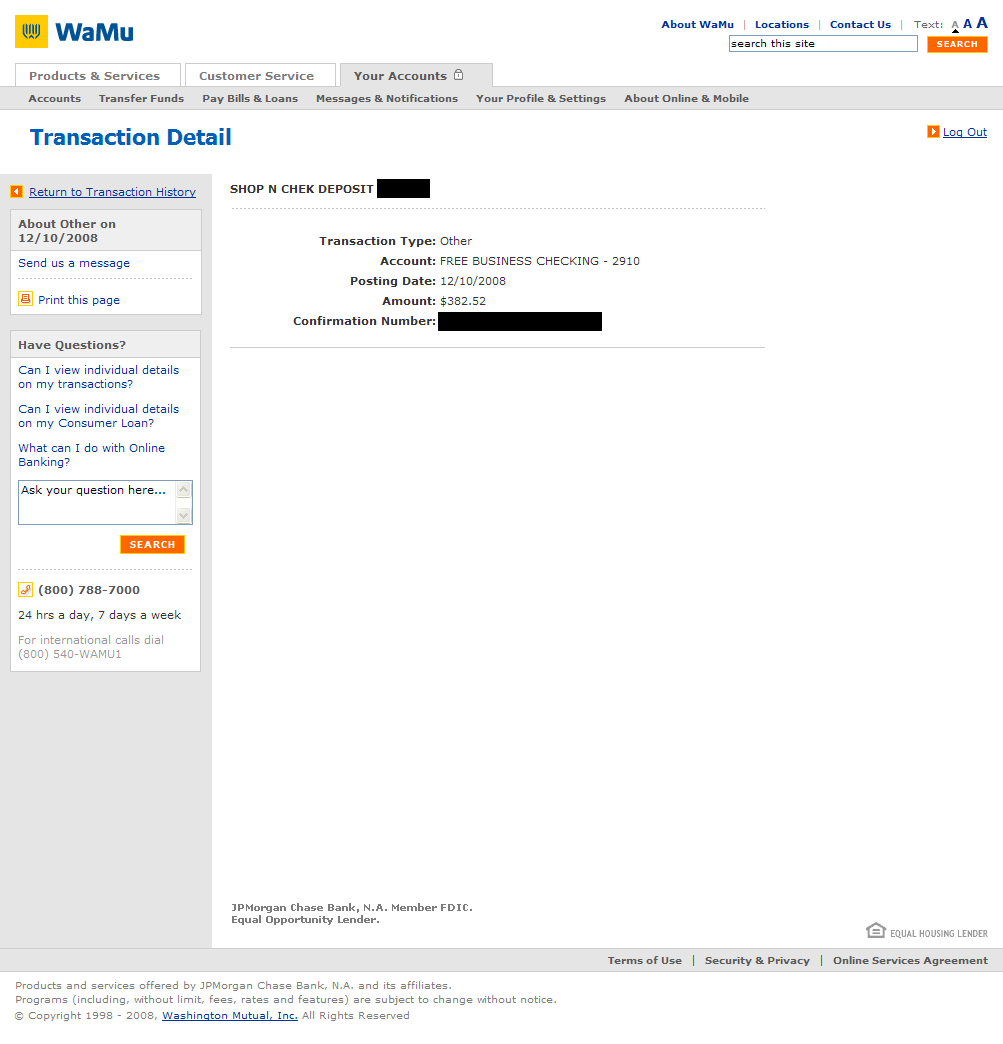 WaMu
About WaMu | Locations | Contact Us | Text: A A A
search this site SEARCH
Products & Services Customer Service Your Accounts
Accounts Transfer Funds Pay Bills & Loans Messages & Notifications Your Profile & Settings About Online & Mobile
Transaction Detail
Log Out
Return to Transaction History
About Other on
12/10/2008
Send us a message
Print this page
Have Questions?
Can I view individual details
on my transactions?
Can I view individual details
on my Consumer Loan?
What can I do with Online
Banking?
Ask your question here...
SEARCH
(800) 788-7000
24 hrs a day, 7 days a week
For international calls dial
(800) 540-WAMU1
SHOP N CHEK DEPOSIT
Transaction Type: Other
Account: FREE BUSINESS CHECKING - 2910
Posting Date: 12/10/2008
Amount: $382.52
Confirmation Number:
JPMorgan Chase Bank, N.A. Member FDIC.
Equal Opportunity Lender.
EQUAL HOUSING LENDER
Terms of Use | Security & Privacy | Online Services Agreement
Products and services offered by JPMorgan Chase Bank, N.A. and its affiliates.
Programs (including, without limit, fees, rates and features) are subject to change without notice.
© Copyright 1998 - 2008, Washington Mutual, Inc. All Rights Reserved